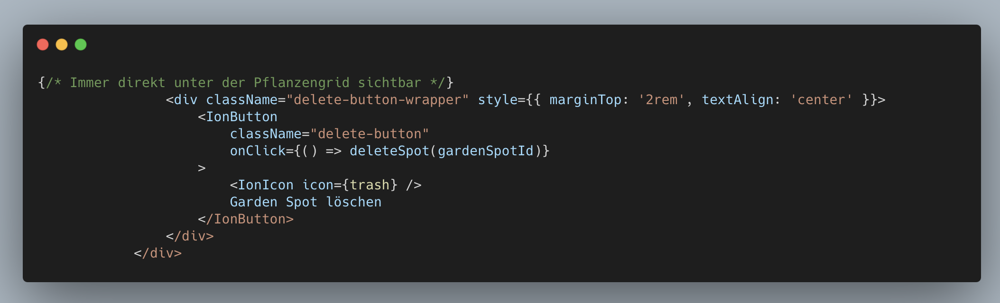 {/* Immer direkt unter der Pflanzengrid sichtbar */}
                <div className="delete-button-wrapper" style={{ marginTop: '2rem', textAlign: 'center' }}>
                    <IonButton
                        className="delete-button"
                        onClick={() => deleteSpot(gardenSpotId)}
                    >
                        <IonIcon icon={trash} />
                        Garden Spot löschen
                    </IonButton>
                </div>
            </div>